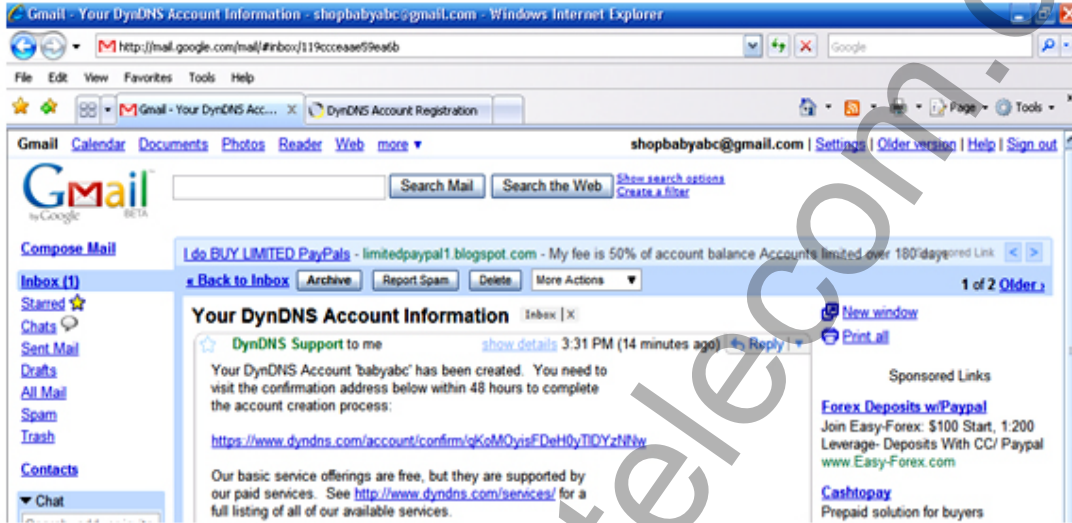 Gmail - Your DynDNS Account Information - shopbabyabc@gmail.com - Windows Internet Explorer
http://mail.google.com/mail/#inbox/119ccceaae59ea6b
Google
File Edit View Favorites Tools Help
Gmail - Your DynDNS Acc... X DynDNS Account Registration Page Tools
Gmail Calendar Documents Photos Reader Web more ▼ shopbabyabc@gmail.com | Settings | Older version | Help | Sign out
Gmail
by Google BETA
Search Mail Search the Web Show search options
Create a filter
Compose Mail
I do BUY LIMITED PayPals - limitedpaypal1.blogspot.com - My fee is 50% of account balance Accounts limited over 180 days Link < >
Inbox (1)
« Back to Inbox Archive Report Spam Delete More Actions ▼ 1 of 2 Older ›
Starred
Chats
Sent Mail
Drafts
All Mail
Spam
Trash
Contacts
▼ Chat
Your DynDNS Account Information Inbox | X
DynDNS Support to me show details 3:31 PM (14 minutes ago) Reply | ▼
Your DynDNS Account 'babyabc' has been created. You need to
visit the confirmation address below within 48 hours to complete
the account creation process:
https://www.dyndns.com/account/confirm/qKoMOyisFDeH0yTlDYzNNw
Our basic service offerings are free, but they are supported by
our paid services. See http://www.dyndns.com/services/ for a
full listing of all of our available services.
New window
Print all
Sponsored Links
Forex Deposits w/Paypal
Join Easy-Forex: $100 Start, 1:200
Leverage- Deposits With CC/ Paypal
www.Easy-Forex.com
Cashtopay
Prepaid solution for buyers
telecom.